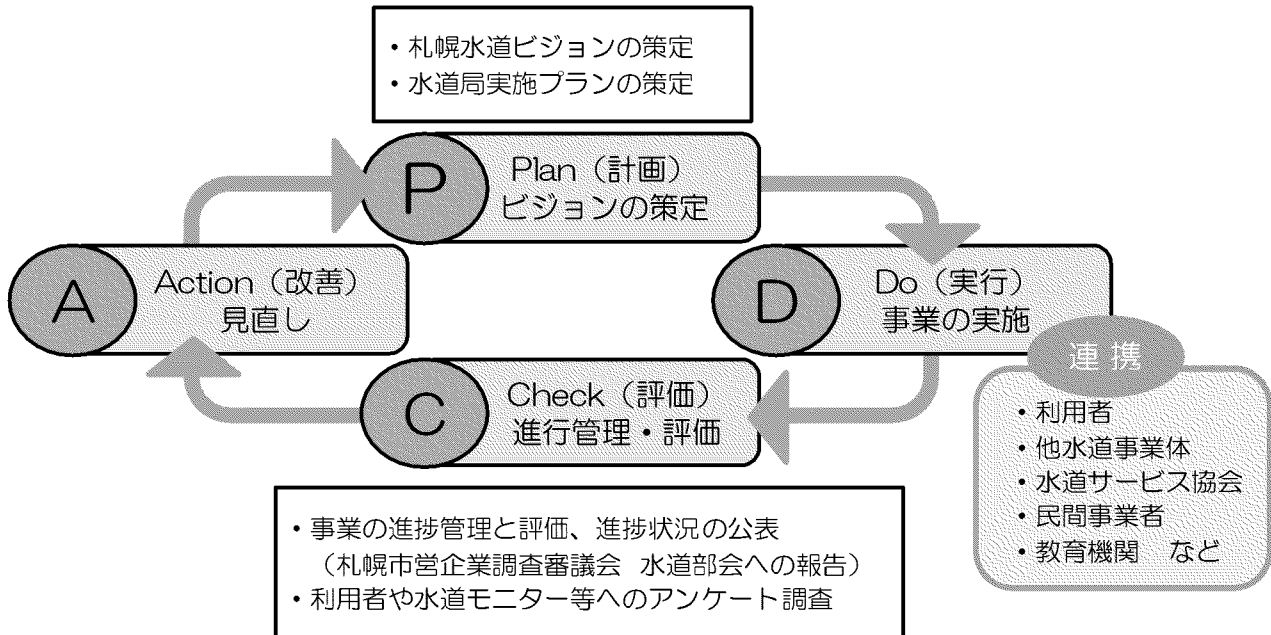 ・札幌水道ビジョンの策定
・水道局実施プランの策定
P
Plan（計画）
ビジョンの策定
A
Action（改善）
見直し
D
Do（実行）
事業の実施
連 携
・利用者
・他水道事業体
・水道サービス協会
・民間事業者
・教育機関　など
C
Check（評価）
進行管理・評価
・事業の進捗管理と評価、進捗状況の公表
（札幌市営企業調査審議会 水道部会への報告）
・利用者や水道モニター等へのアンケート調査